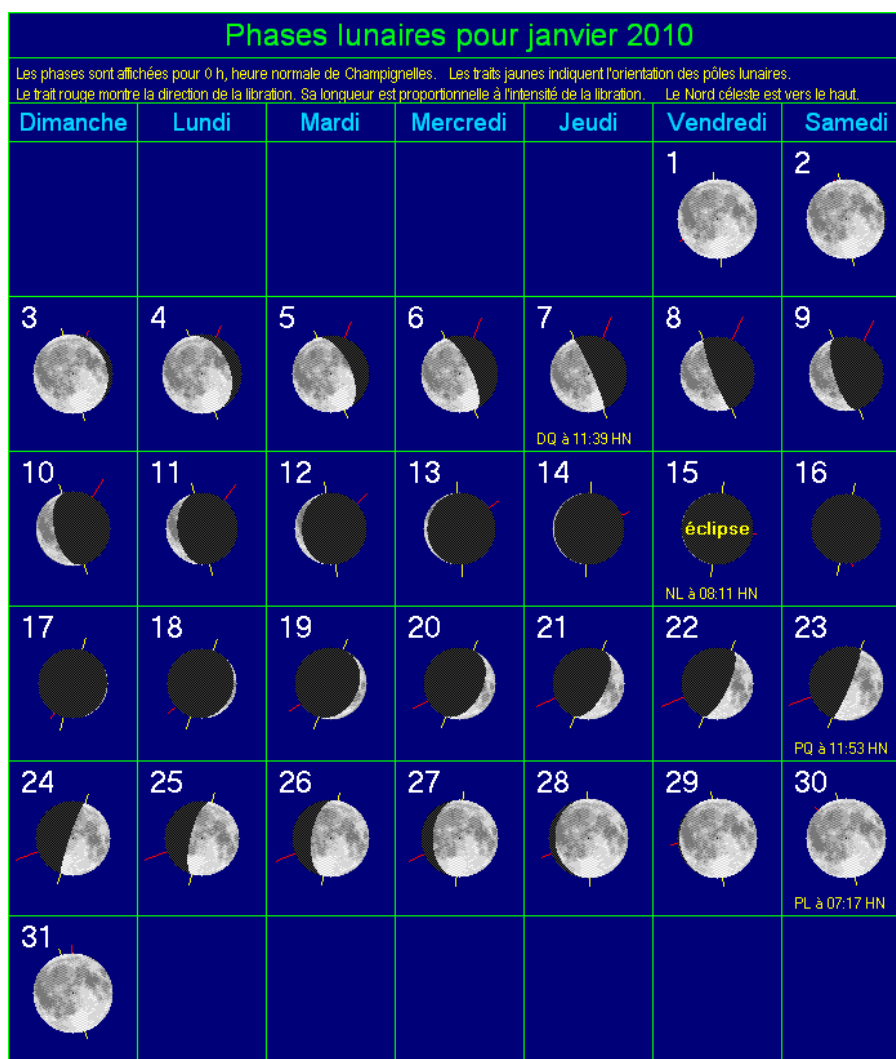 Phases lunaires pour janvier 2010
Les phases sont affichées pour 0 h, heure normale de Champignelles. Les traits jaunes indiquent l'orientation des pôles lunaires.
Le trait rouge montre la direction de la libration. Sa longueur est proportionnelle à l'intensité de la libration. Le Nord céleste est vers le haut.
Dimanche Lundi Mardi Mercredi Jeudi Vendredi Samedi
1 2
3 4 5 6 7 8 9
DQ à 11:39 HN
10 11 12 13 14 15 16
éclipse
NL à 08:11 HN
17 18 19 20 21 22 23
PQ à 11:53 HN
24 25 26 27 28 29 30
PL à 07:17 HN
31